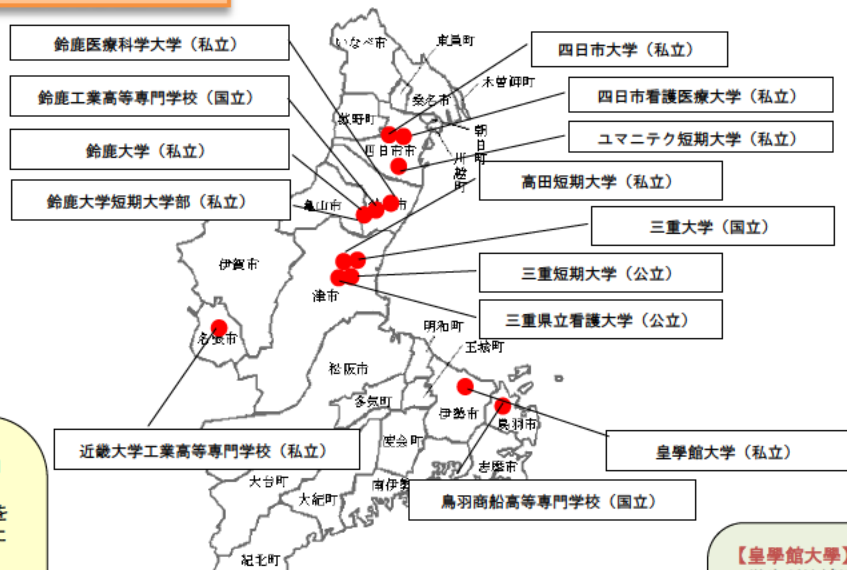 鈴鹿医療科学大学（私立）
鈴鹿工業高等専門学校（国立）
鈴鹿大学（私立）
鈴鹿大学短期大学部（私立）
四日市大学（私立）
四日市看護医療大学（私立）
ユマニテク短期大学（私立）
高田短期大学（私立）
三重大学（国立）
三重短期大学（公立）
三重県立看護大学（公立）
近畿大学工業高等専門学校（私立）
皇學館大学（私立）
鳥羽商船高等専門学校（国立）
いなべ市
東員町
木曽岬町
桑名市
菰野町
朝日町
川越町
四日市市
亀山市
市
伊賀市
津市
名張市
明和町
玉城町
松阪市
多気町
伊勢市
鳥羽市
度会町
志摩市
大台町
南伊勢
大紀町
紀北町
を
に
【皇學館大學】